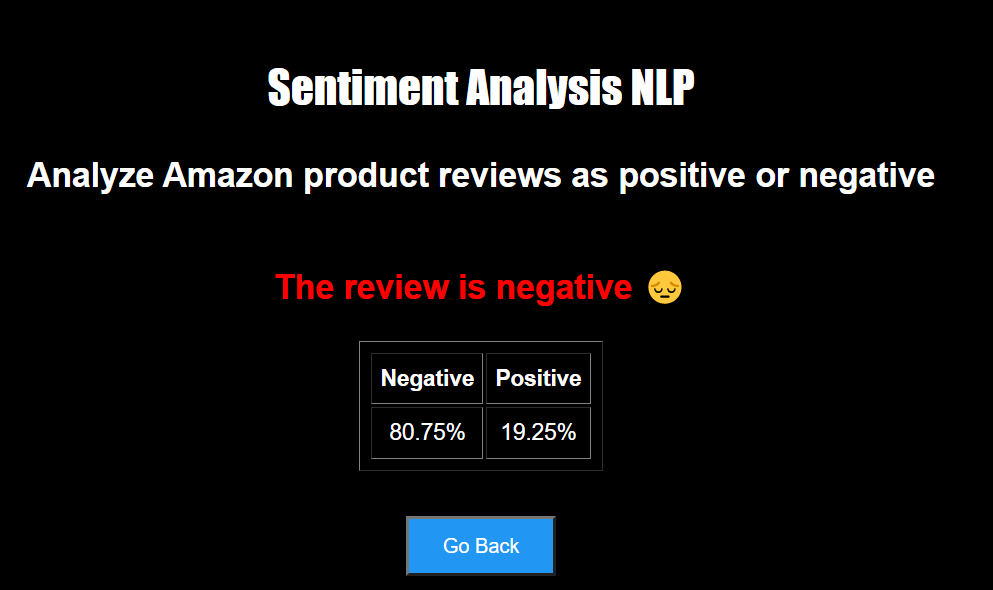 Sentiment Analysis NLP
Analyze Amazon product reviews as positive or negative
The review is negative 😔
Negative Positive
80.75% 19.25%
Go Back